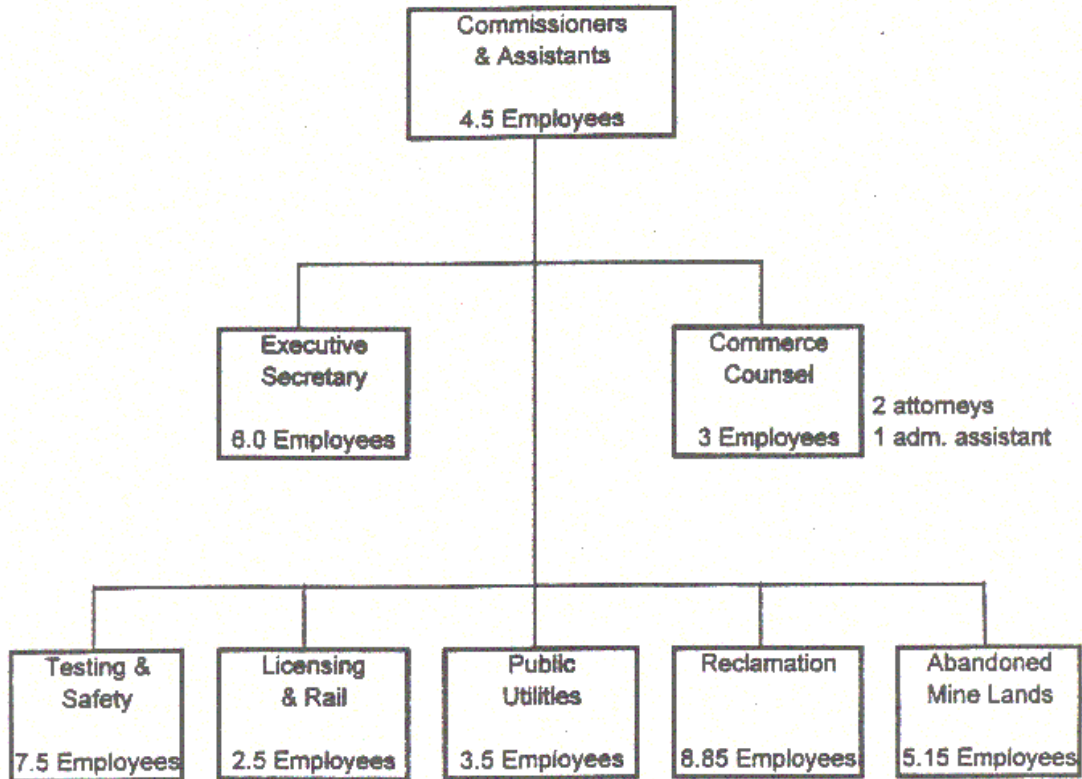 Commissioners
& Assistants
4.5 Employees
Executive
Secretary
6.0 Employees
Commerce
Counsel
3 Employees
2 attorneys
1 adm. assistant
Testing &
Safety
7.5 Employees
Licensing
& Rail
2.5 Employees
Public
Utilities
3.5 Employees
Reclamation
8.85 Employees
Abandoned
Mine Lands
5.15 Employees